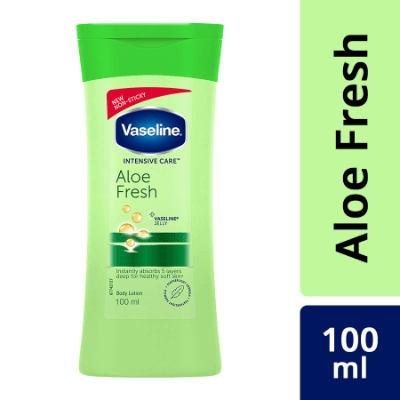 NEW
NON-STICKY
Vaseline.
INTENSIVE CARE™
Aloe
Fresh
VASELINE®
JELLY
Instantly absorbs 5 layers
deep for healthy soft skin
Body Lotion
100 ml
Aloe Fresh
100
ml